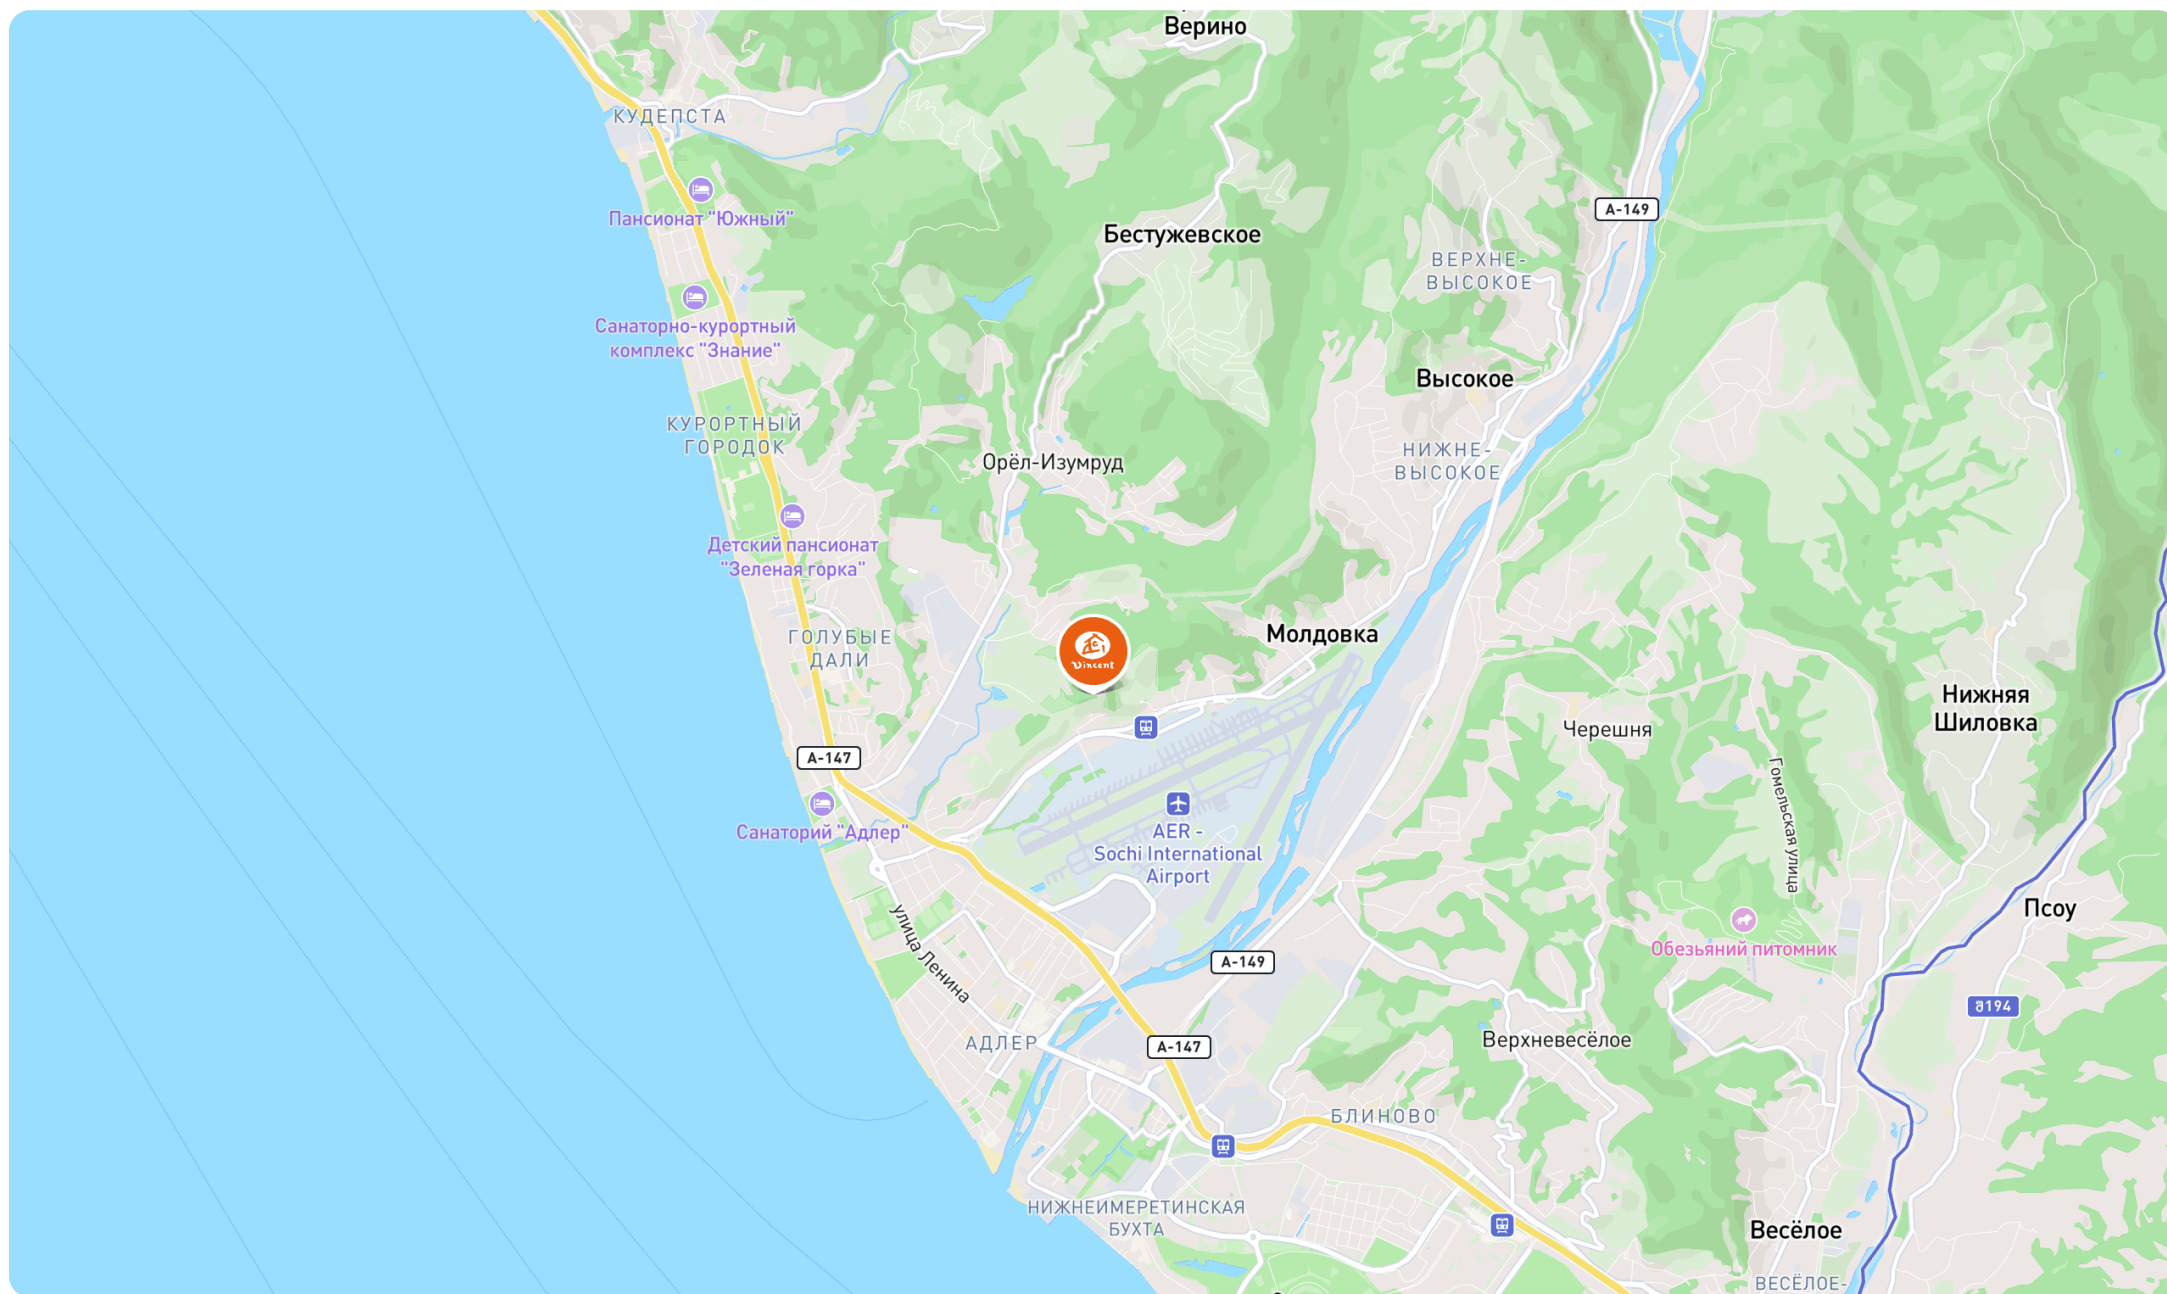 Верино
КУДЕПСТА
Пансионат "Южный"
А-149
Бестужевское
ВЕРХНЕ-
ВЫСОКОЕ
Санаторно-курортный
комплекс "Знание"
Высокое
КУРОРТНЫЙ
ГОРОДОК
НИЖНЕ-
ВЫСОКОЕ
Орёл-Изумруд
Детский пансионат
"Зеленая горка"
ГОЛУБЫЕ
ДАЛИ
Молдовка
Vincent
Нижняя
Шиловка
Черешня
А-147
Гомельская улица
Санаторий "Адлер"
AER -
Sochi International
Airport
улица Ленина
Псоу
Обезьяний питомник
А-149
შ194
АДЛЕР
А-147
Верхневесёлое
БЛИНОВО
НИЖНЕИМЕРЕТИНСКАЯ
БУХТА
Весёлое
ВЕСЁЛОЕ-